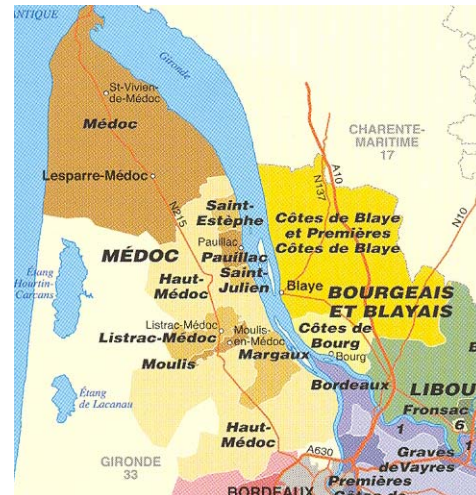 ANTIQUE
Gironde
St-Vivien-
de-Médoc
Médoc
CHARENTE-
MARITIME
17
A10
N137
N10
Lesparre-Médoc
N215
Saint-
Estèphe
Côtes de Blaye
et Premières
Côtes de Blaye
Pauillac
Pauillac
MÉDOC
Saint-
Julien
Étang
Hourtin-
Carcans
Haut-
Médoc
Blaye
BOURGEAIS
ET BLAYAIS
Listrac-Médoc
Moulis-
en-Médoc
Listrac-Médoc
Côtes de
Bourg
Bourg
Margaux
Moulis
Bordeaux
LIBOU
Étang
de Lacanau
Fronsac
6
1
1
Haut-
Médoc
A630
Graves
de Vayres
GIRONDE
33
Premières
BORDEAUX